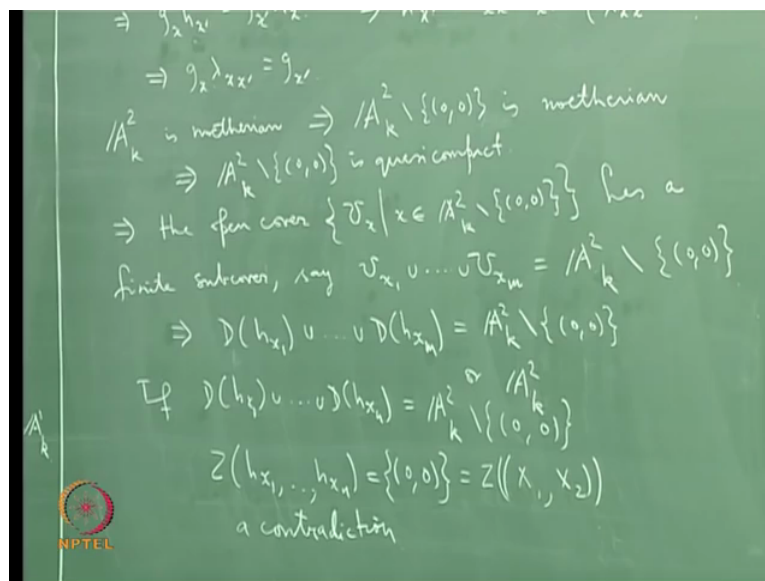 ⇒ g_x λ_{xx'} = g_{x'}
A²_k is noetherian ⇒ A²_k \ {(0,0)} is noetherian
⇒ A²_k \ {(0,0)} is quasicompact
⇒ the open cover {U_x | x ∈ A²_k \ {(0,0)}} has a
finite subcover, say U_{x_1} ∪ ... ∪ U_{x_m} = A²_k \ {(0,0)}
⇒ D(h_{x_1}) ∪ ... ∪ D(h_{x_m}) = A²_k \ {(0,0)}
or A²_k
If D(h_{x_1}) ∪ ... ∪ D(h_{x_n}) = A²_k \ {(0,0)}
A¹_k
Z(h_{x_1}, .., h_{x_n}) = {(0,0)} = Z((X_1, X_2))
a contradiction
NPTEL